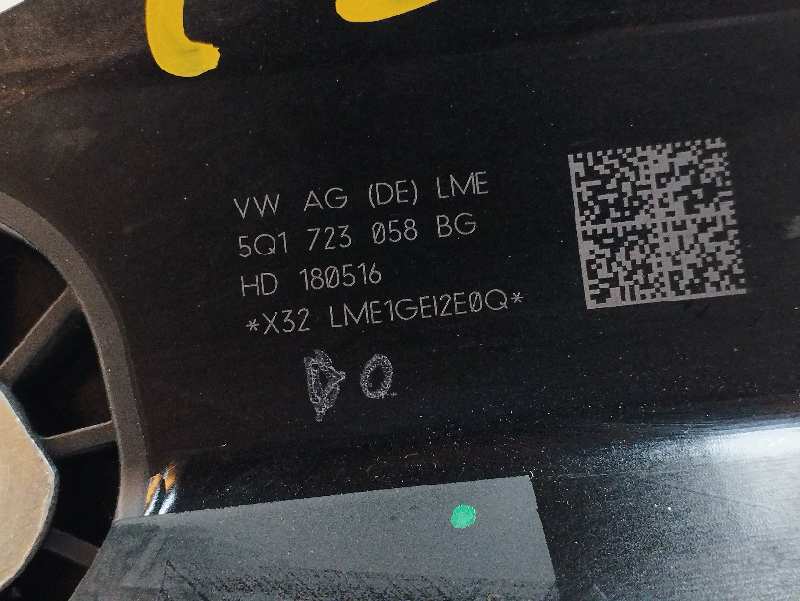 VW AG (DE) LME
5Q1 723 058 BG
HD 180516
*X32 LME1GEI2E0Q*